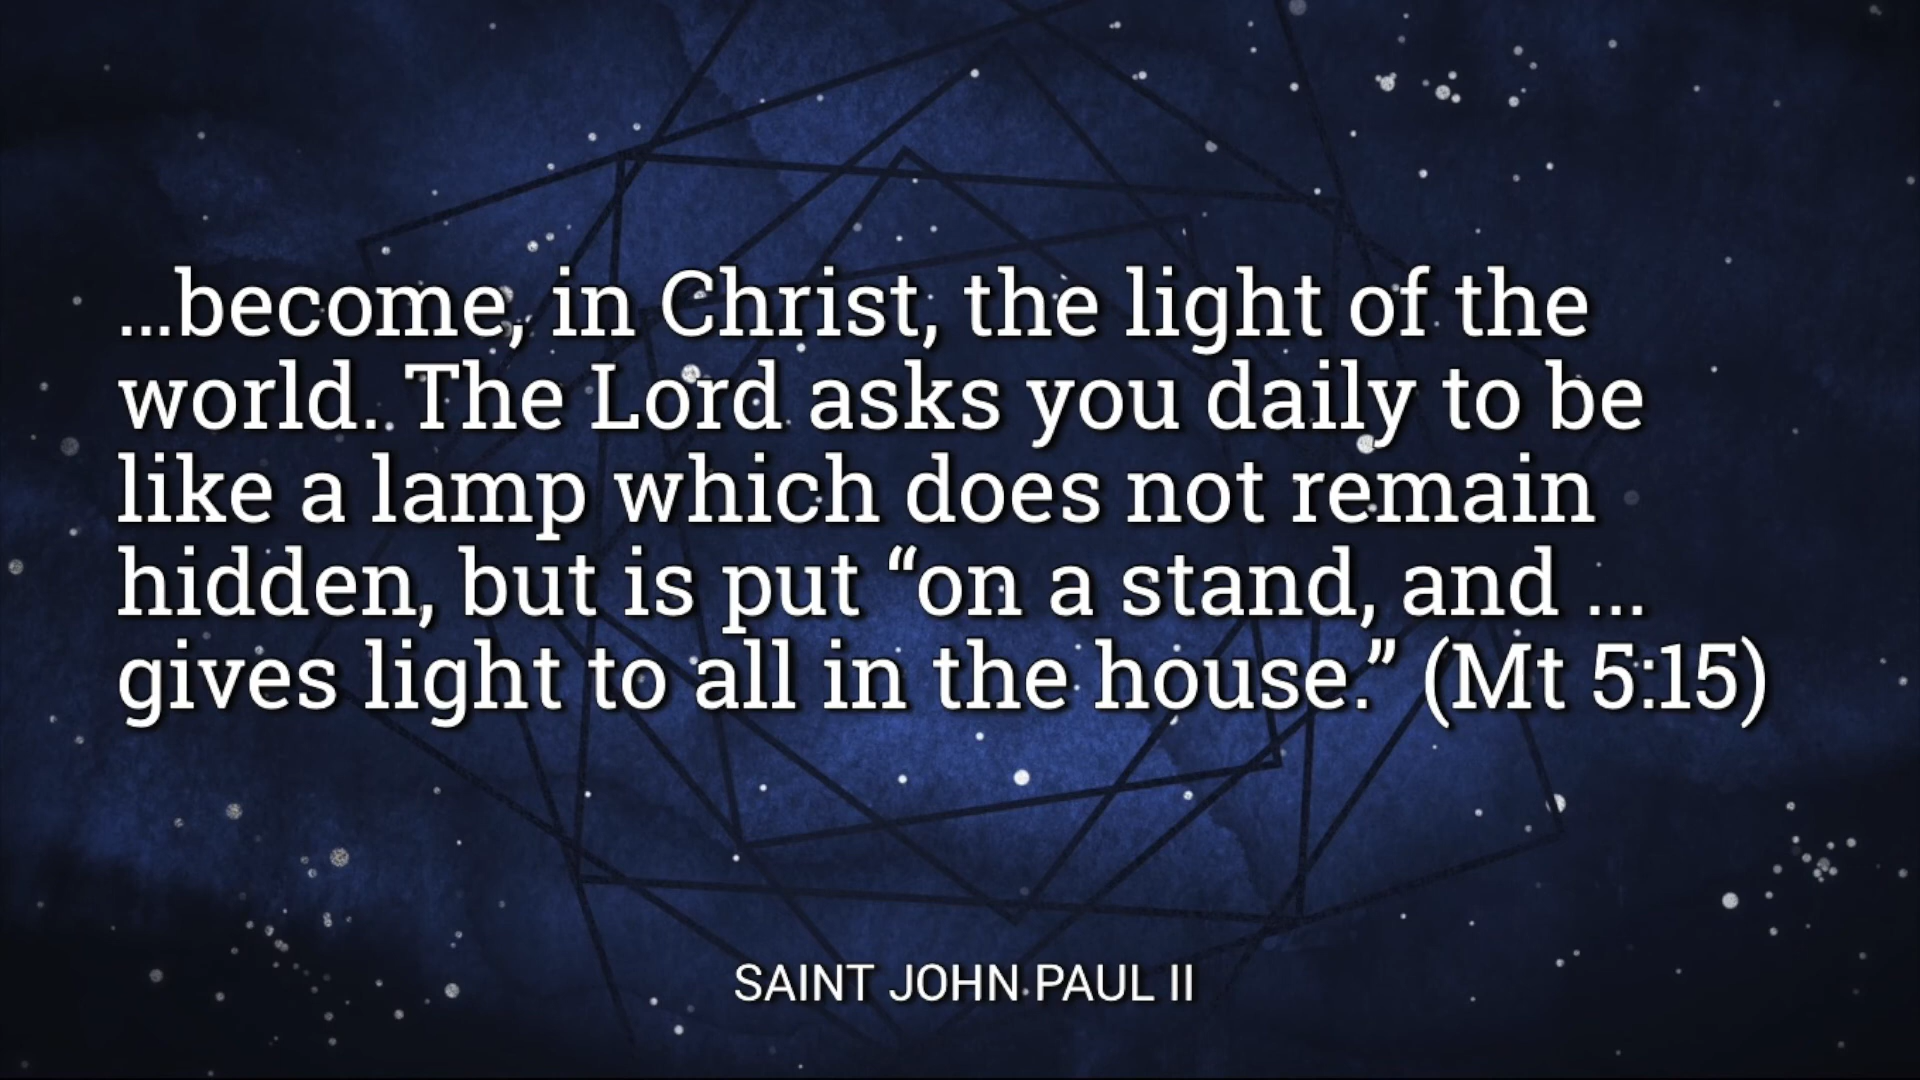 …become, in Christ, the light of the
world. The Lord asks you daily to be
like a lamp which does not remain
hidden, but is put “on a stand, and …
gives light to all in the house.” (Mt 5:15)
SAINT JOHN PAUL II